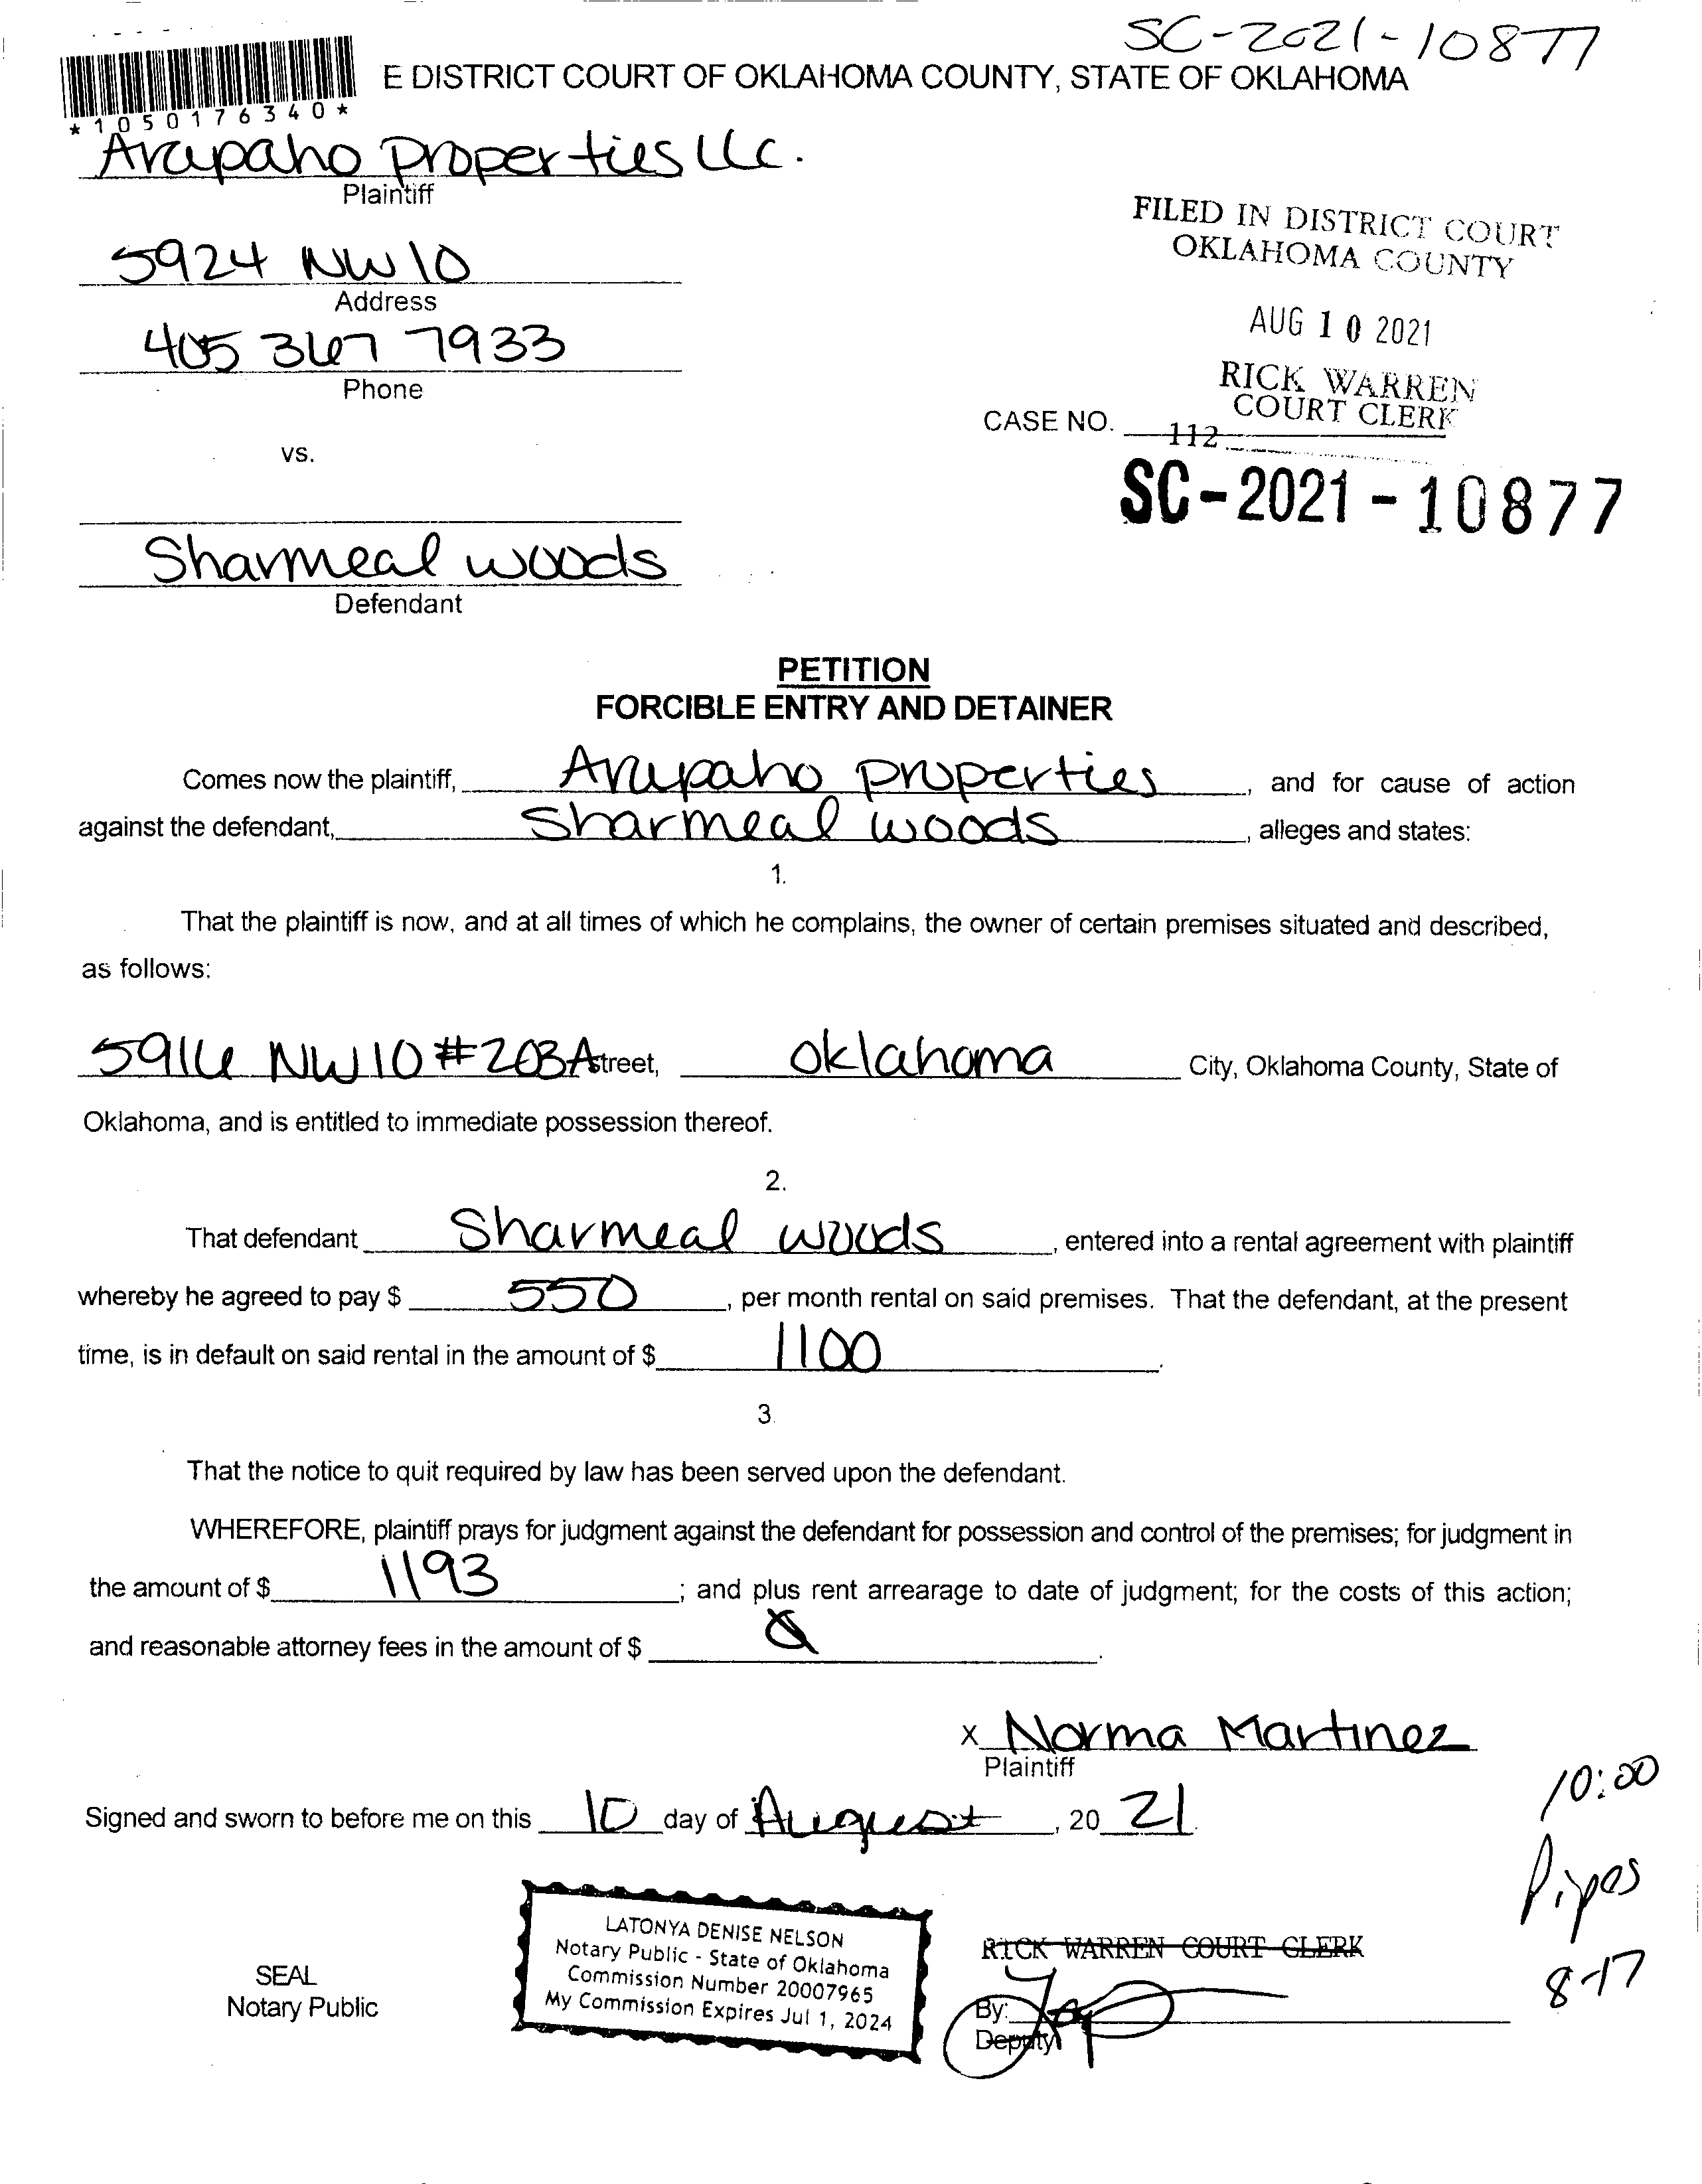 SC-2021-10877
E DISTRICT COURT OF OKLAHOMA COUNTY, STATE OF OKLAHOMA
*1050176340*
Arapaho properties LLC.
Plaintiff
FILED IN DISTRICT COURT
OKLAHOMA COUNTY
5924 NW 10
Address
AUG 10 2021
405 367 7933
Phone
RICK WARREN
COURT CLERK
CASE NO.
112
vs.
SC-2021-10877
Sharmeal woods
Defendant
PETITION
FORCIBLE ENTRY AND DETAINER
Comes now the plaintiff, Arapaho properties, and for cause of action
against the defendant, Sharmeal woods, alleges and states:
1.
That the plaintiff is now, and at all times of which he complains, the owner of certain premises situated and described,
as follows:
5916 NW 10 #203A Street, Oklahoma City, Oklahoma County, State of
Oklahoma, and is entitled to immediate possession thereof.
2.
That defendant Sharmeal woods, entered into a rental agreement with plaintiff
whereby he agreed to pay $ 550, per month rental on said premises. That the defendant, at the present
time, is in default on said rental in the amount of $ 1100.
3.
That the notice to quit required by law has been served upon the defendant.
WHEREFORE, plaintiff prays for judgment against the defendant for possession and control of the premises; for judgment in
the amount of $ 1193; and plus rent arrearage to date of judgment; for the costs of this action;
and reasonable attorney fees in the amount of $ .
X Norma Martinez
Plaintiff
10:00
Signed and sworn to before me on this 10 day of August, 20 21.
Pipes
8-17
LATONYA DENISE NELSON
Notary Public - State of Oklahoma
Commission Number 20007965
My Commission Expires Jul 1, 2024
SEAL
Notary Public
RICK WARREN COURT CLERK
By:
Deputy